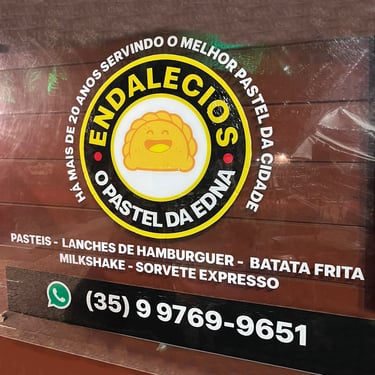 HÁ MAIS DE 20 ANOS SERVINDO O MELHOR PASTEL DA CIDADE
ENDALECIOS
• O PASTEL DA EDNA •
PASTEIS - LANCHES DE HAMBURGUER - BATATA FRITA
MILKSHAKE - SORVETE EXPRESSO
(35) 9 9769-9651